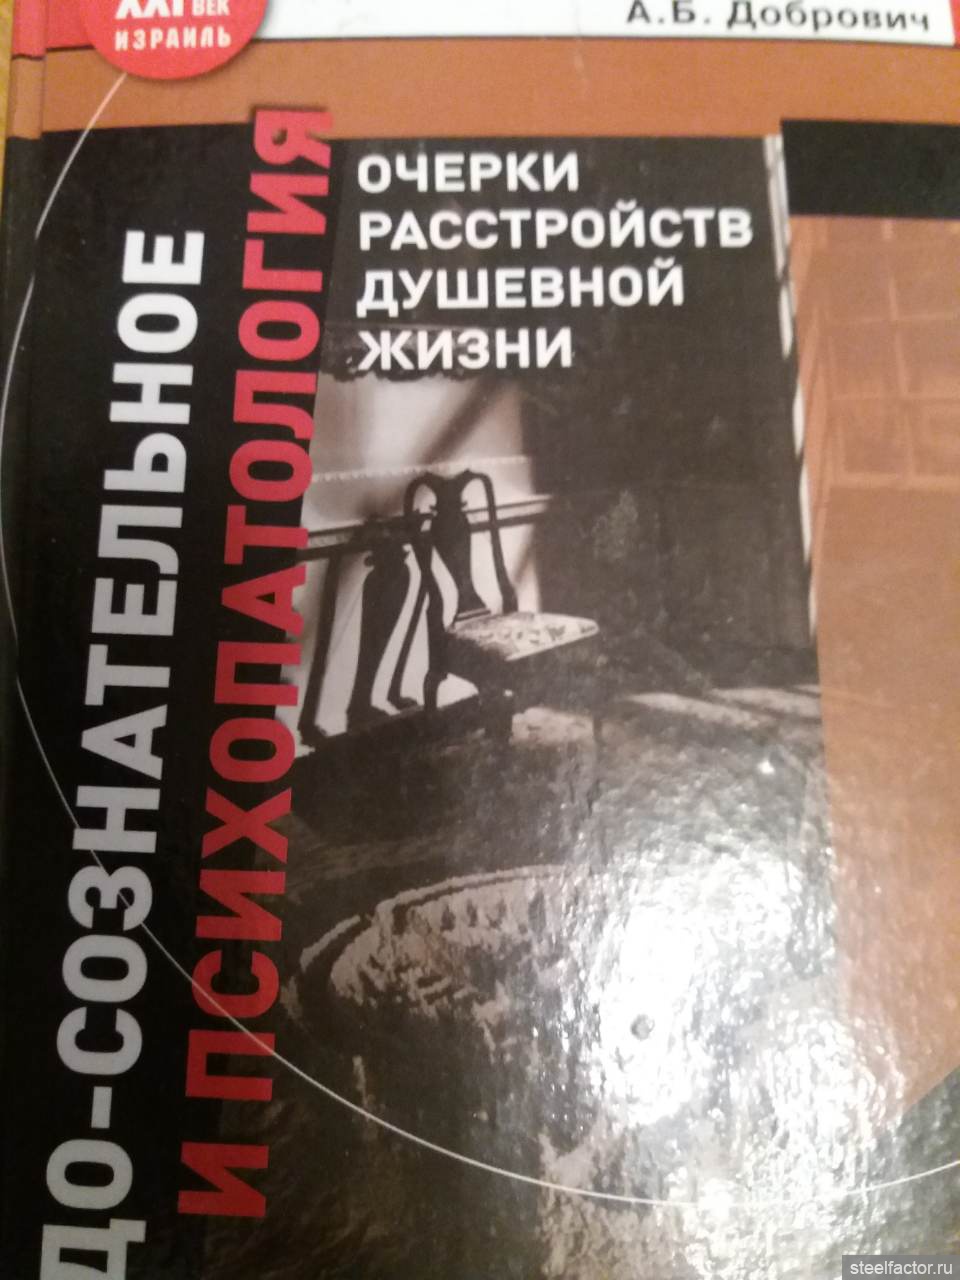 XXI ВЕК
ИЗРАИЛЬ
А.Б. Добрович
ДО-СОЗНАТЕЛЬНОЕ
И ПСИХОПАТОЛОГИЯ
ОЧЕРКИ
РАССТРОЙСТВ
ДУШЕВНОЙ
ЖИЗНИ
steelfactor.ru